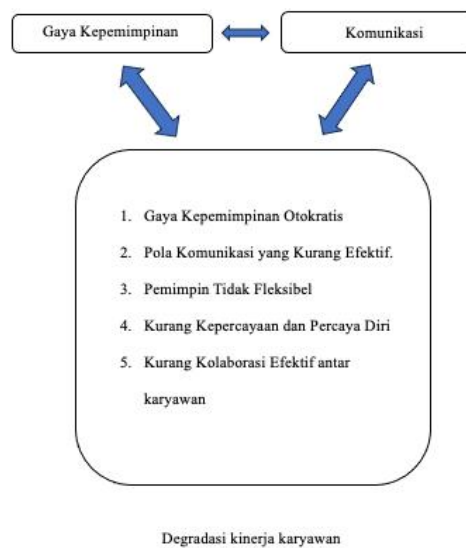 Gaya Kepemimpinan
Komunikasi
1. Gaya Kepemimpinan Otokratis
2. Pola Komunikasi yang Kurang Efektif.
3. Pemimpin Tidak Fleksibel
4. Kurang Kepercayaan dan Percaya Diri
5. Kurang Kolaborasi Efektif antar
karyawan
Degradasi kinerja karyawan